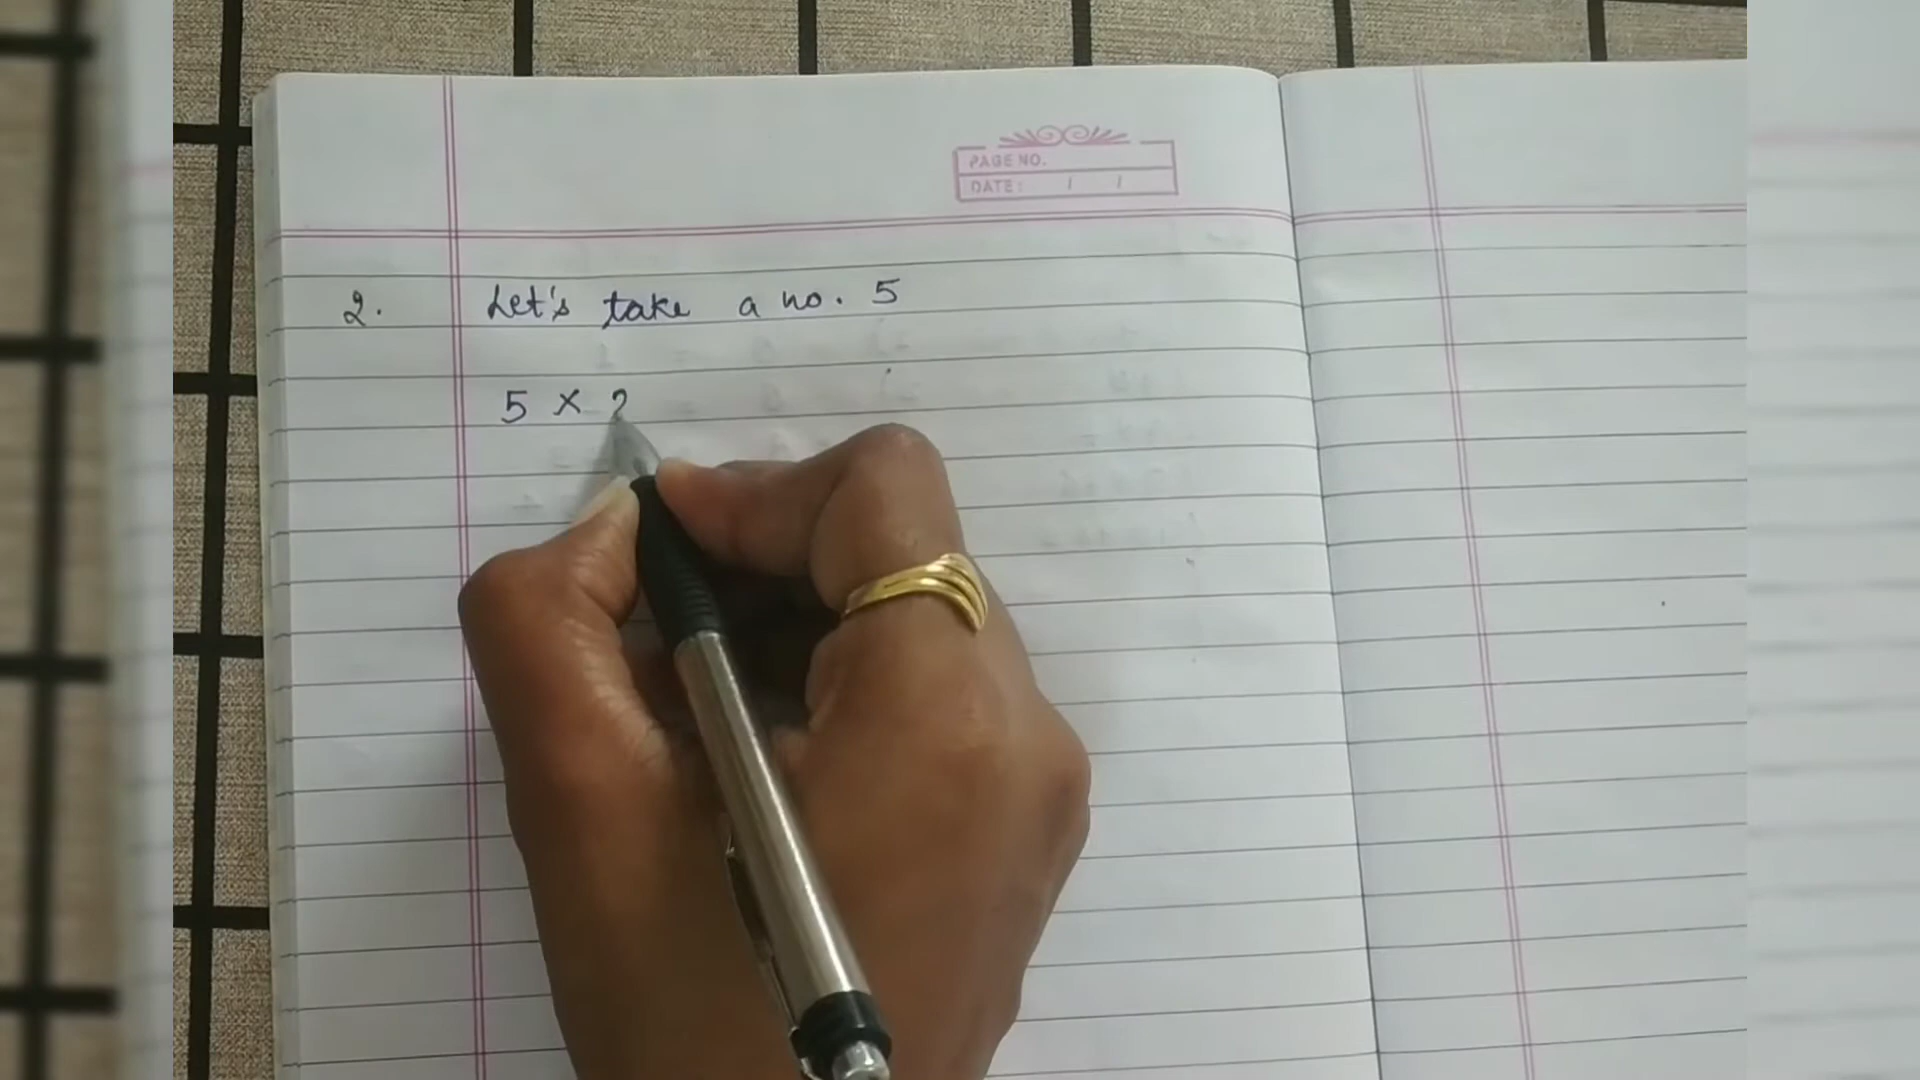 PAGE NO.
DATE: / /
2. Let's take a no. 5
5 × 2